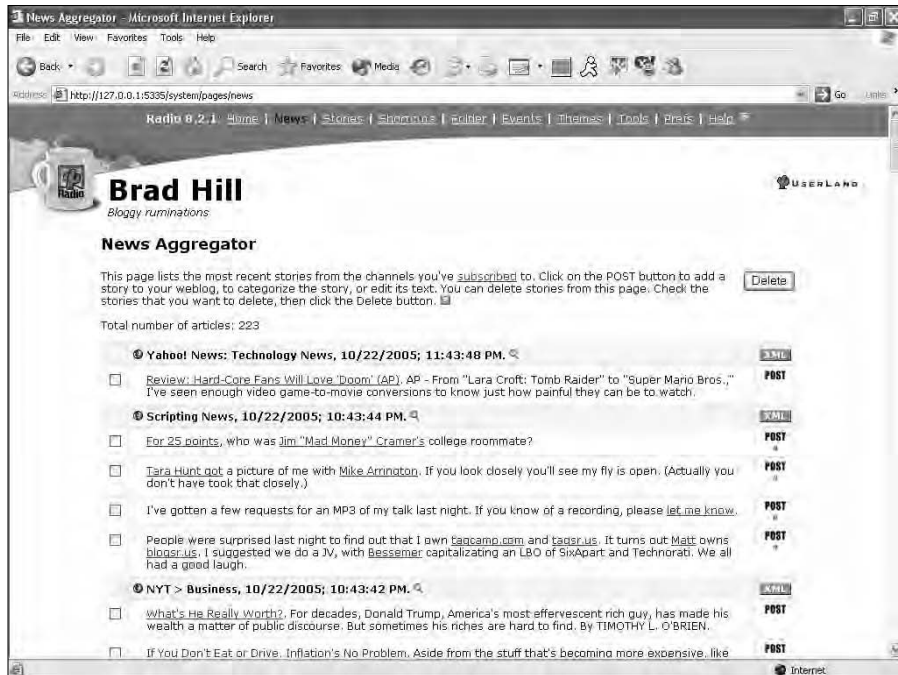 News Aggregator - Microsoft Internet Explorer
File Edit View Favorites Tools Help
Back Search Favorites Media
Address http://127.0.0.1:5335/system/pages/news Go Links
Radio 8.2.1 Home | News | Stories | Shortcuts | Folder | Events | Themes | Tools | Prefs | Help
Radio
Brad Hill
USERLAND
Bloggy ruminations
News Aggregator
This page lists the most recent stories from the channels you've subscribed to. Click on the POST button to add a
story to your weblog, to categorize the story, or edit its text. You can delete stories from this page. Check the
stories that you want to delete, then click the Delete button.
Delete
Total number of articles: 223
Yahoo! News: Technology News, 10/22/2005; 11:43:48 PM. XML
Review: Hard-Core Fans Will Love 'Doom' (AP). AP - From "Lara Croft: Tomb Raider" to "Super Mario Bros.," POST
I've seen enough video game-to-movie conversions to know just how painful they can be to watch.
Scripting News, 10/22/2005; 10:43:44 PM. XML
For 25 points, who was Jim "Mad Money" Cramer's college roommate? POST
Tara Hunt got a picture of me with Mike Arrington. If you look closely you'll see my fly is open. (Actually you POST
don't have took that closely.)
I've gotten a few requests for an MP3 of my talk last night. If you know of a recording, please let me know. POST
People were surprised last night to find out that I own tagcamp.com and tagsr.us. It turns out Matt owns POST
blogsr.us. I suggested we do a JV, with Bessemer capitalizating an LBO of SixApart and Technorati. We all
had a good laugh.
NYT > Business, 10/22/2005; 10:43:42 PM. XML
What's He Really Worth?. For decades, Donald Trump, America's most effervescent rich guy, has made his POST
wealth a matter of public discourse. But sometimes his riches are hard to find. By TIMOTHY L. O'BRIEN.
If You Don't Eat or Drive, Inflation's No Problem. Aside from the stuff that's becoming more expensive, like POST
Internet